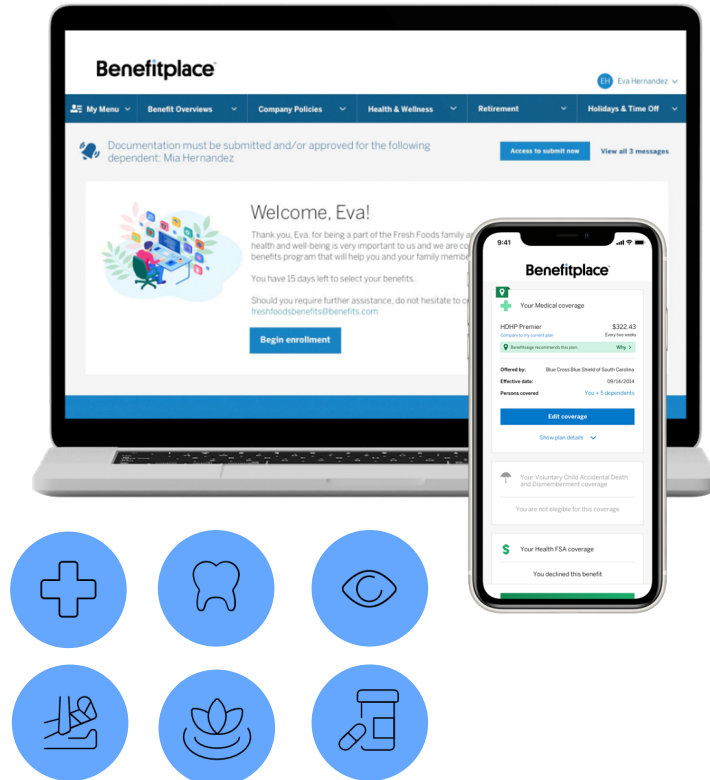 Benefitplace
EH Eva Hernandez
My Menu Benefit Overviews Company Policies Health & Wellness Retirement Holidays & Time Off
Documentation must be submitted and/or approved for the following
dependent: Mia Hernandez
Access to submit now View all 3 messages
Welcome, Eva!
Thank you, Eva, for being a part of the Fresh Foods family
health and well-being is very important to us and we are
benefits program that will help you and your family
You have 15 days left to select your benefits.
Should you require further assistance, do not hesitate to
freshfoodsbenefits@benefits.com
Begin enrollment
9:41
Benefitplace
Your Medical coverage
HDHP Premier $322.43
Compare to my current plan Every two weeks
Benefitsage recommends this plan. Why >
Offered by: Blue Cross Blue Shield of South Carolina
Effective date: 09/14/2014
Persons covered You + 5 dependents
Edit coverage
Show plan details
Your Voluntary Child Accidental Death
and Dismemberment coverage
You are not elegible for this coverage
$ Your Health FSA coverage
You declined this benefit